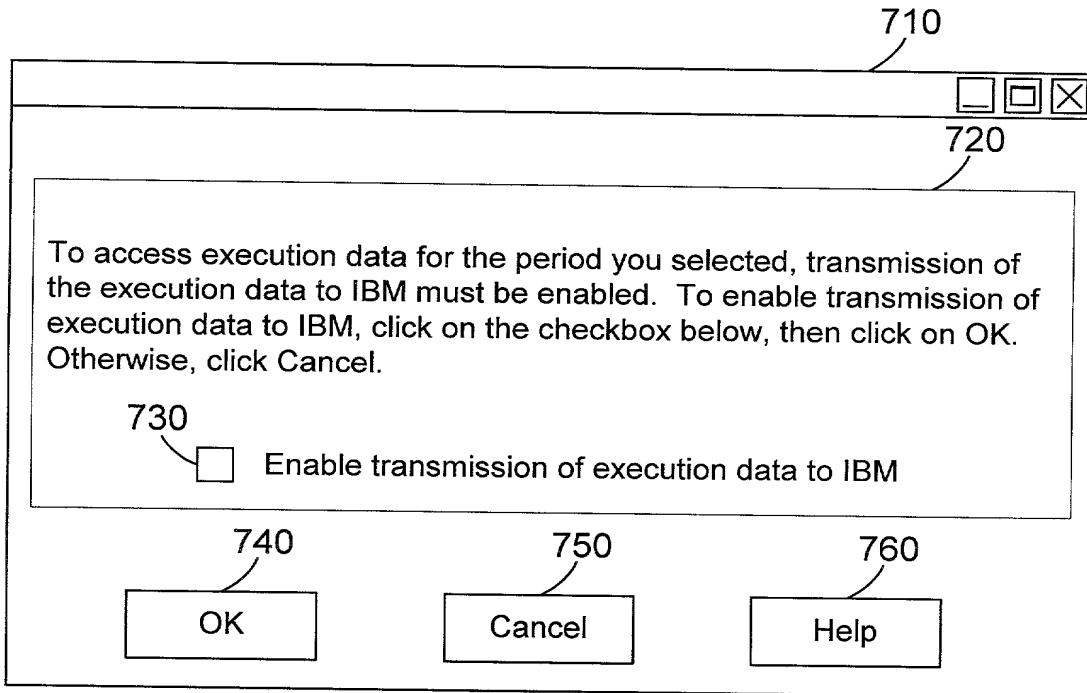 710
720
To access execution data for the period you selected, transmission of
the execution data to IBM must be enabled.  To enable transmission of
execution data to IBM, click on the checkbox below, then click on OK.
Otherwise, click Cancel.
730
Enable transmission of execution data to IBM
740 750 760
OK Cancel Help